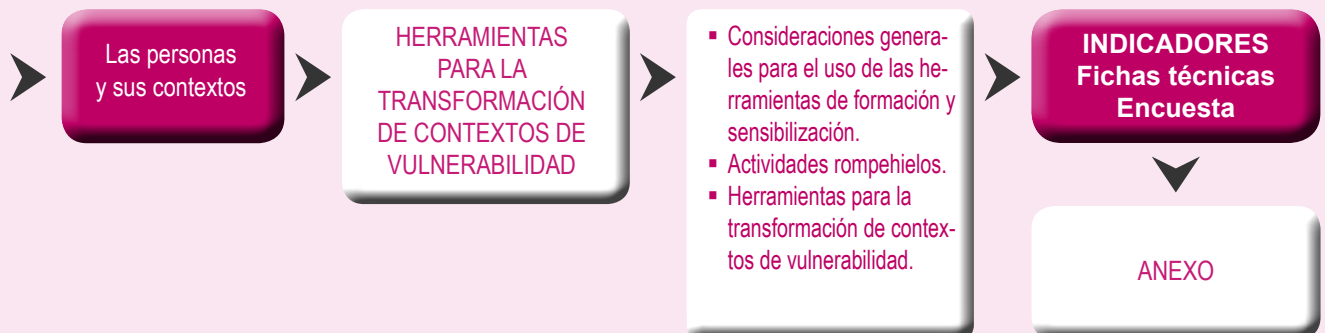 Las personas
y sus contextos
HERRAMIENTAS
PARA LA
TRANSFORMACIÓN
DE CONTEXTOS DE
VULNERABILIDAD
▪ Consideraciones genera-
les para el uso de las he-
rramientas de formación y
sensibilización.
▪ Actividades rompehielos.
▪ Herramientas para la
transformación de contex-
tos de vulnerabilidad.
INDICADORES
Fichas técnicas
Encuesta
ANEXO